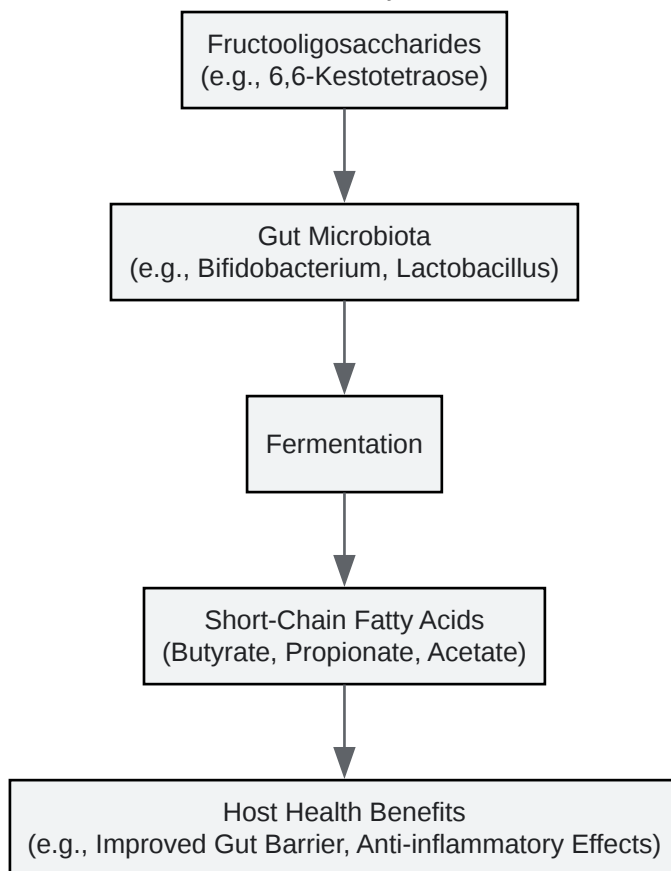 Fructooligosaccharides
(e.g., 6,6-Kestotetraose)
Gut Microbiota
(e.g., Bifidobacterium, Lactobacillus)
Fermentation
Short-Chain Fatty Acids
(Butyrate, Propionate, Acetate)
Host Health Benefits
(e.g., Improved Gut Barrier, Anti-inflammatory Effects)